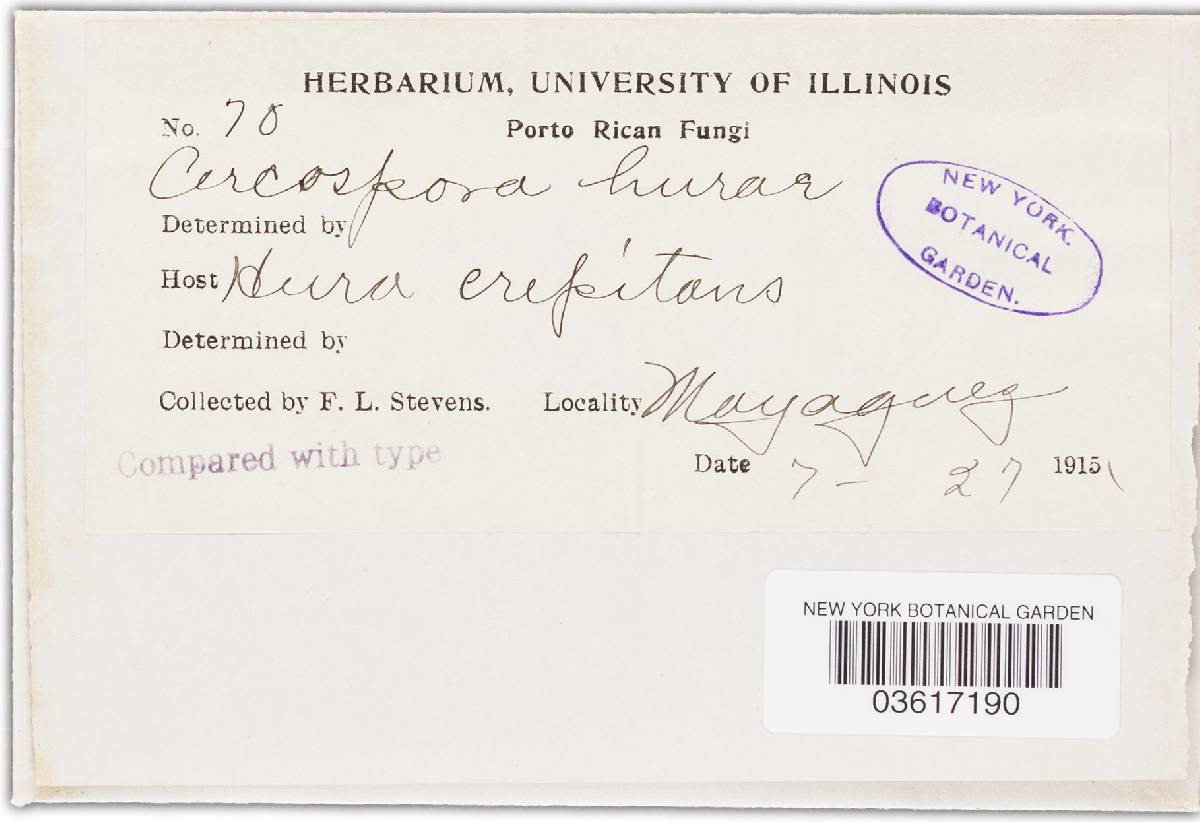 HERBARIUM, UNIVERSITY OF ILLINOIS
No. 70 Porto Rican Fungi
Cercospora hurae
Determined by
NEW YORK.
BOTANICAL
GARDEN.
Host Hura crepitans
Determined by
Collected by F. L. Stevens. Locality Mayaguez
Compared with type
Date 7 - 27 1915
NEW YORK BOTANICAL GARDEN
03617190